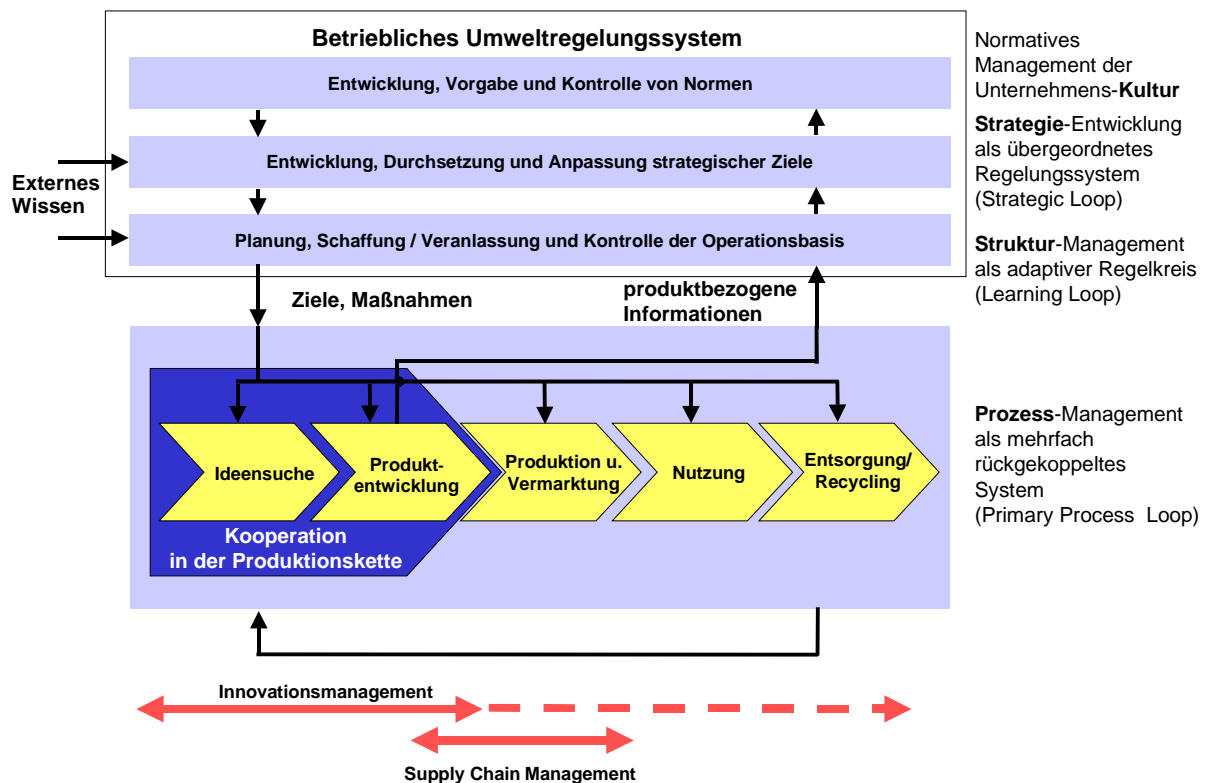 Betriebliches Umweltregelungssystem
Entwicklung, Vorgabe und Kontrolle von Normen
Normatives
Management der
Unternehmens-Kultur
Entwicklung, Durchsetzung und Anpassung strategischer Ziele
Strategie-Entwicklung
als übergeordnetes
Regelungssystem
(Strategic Loop)
Externes
Wissen
Planung, Schaffung / Veranlassung und Kontrolle der Operationsbasis
Struktur-Management
als adaptiver Regelkreis
(Learning Loop)
Ziele, Maßnahmen
produktbezogene
Informationen
Ideensuche
Produkt-
entwicklung
Produktion u.
Vermarktung
Nutzung
Entsorgung/
Recycling
Kooperation
in der Produktionskette
Prozess-Management
als mehrfach
rückgekoppeltes
System
(Primary Process Loop)
Innovationsmanagement
Supply Chain Management